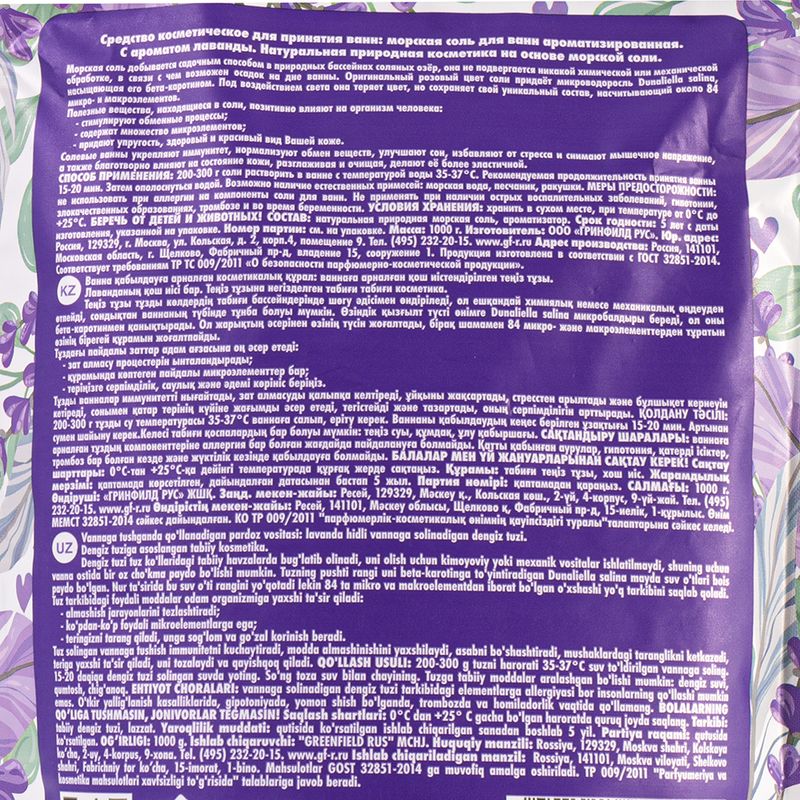 Средство косметическое для принятия ванн: морская соль для ванн ароматизированная.
С ароматом лаванды. Натуральная природная косметика на основе морской соли.
Морская соль добывается садочным способом в природных бассейнах соляных озёр, она не подвергается никакой химической или механической
обработке, в связи с чем возможен осадок на дне ванны. Оригинальный розовый цвет соли придаёт микроводоросль Dunaliella salina,
насыщающая его бета-каротином. Под воздействием света она теряет цвет, но сохраняет свой уникальный состав, насчитывающий около 84
микро- и макроэлементов.
Полезные вещества, находящиеся в соли, позитивно влияют на организм человека:
- стимулируют обменные процессы;
- содержат множество микроэлементов;
- придают упругость, здоровый и красивый вид Вашей коже.
Солевые ванны укрепляют иммунитет, нормализуют обмен веществ, улучшают сон, избавляют от стресса и снимают мышечное напряжение,
а также благотворно влияют на состояние кожи, разглаживая и очищая, делают её более эластичной.
СПОСОБ ПРИМЕНЕНИЯ: 200-300 г соли растворить в ванне с температурой воды 35-37°С. Рекомендуемая продолжительность принятия ванны
15-20 мин. Затем ополоснуться водой. Возможно наличие естественных примесей: морская вода, песчаник, ракушки. МЕРЫ ПРЕДОСТОРОЖНОСТИ:
не использовать при аллергии на компоненты соли для ванн. Не применять при наличии острых воспалительных заболеваний, гипотонии,
злокачественных образованиях, тромбозе и во время беременности. УСЛОВИЯ ХРАНЕНИЯ: хранить в сухом месте, при температуре от 0°С до
+25°С. БЕРЕЧЬ ОТ ДЕТЕЙ И ЖИВОТНЫХ! СОСТАВ: натуральная природная морская соль, ароматизатор. Срок годности: 5 лет с даты
изготовления, указанной на упаковке. Номер партии: см. на упаковке. Масса: 1000 г. Изготовитель: ООО «ГРИНФИЛД РУС». Юр. адрес:
Россия, 129329, г. Москва, ул. Кольская, д. 2, корп.4, помещение 9. Тел. (495) 232-20-15. www.gf-r.ru Адрес производства: Россия, 141101,
Московская область, г. Щелково, Фабричный пр-д, владение 15, сооружение 1. Продукция изготовлена в соответствии с ГОСТ 32851-2014.
Соответствует требованиям ТР ТС 009/2011 «О безопасности парфюмерно-косметической продукции».
KZ Ванна қабылдауға арналған косметикалық құрал: ваннаға арналған қош иістендірілген теңіз тұзы.
Лаванданың қош иісі бар. Теңіз тұзына негізделген табиғи табиғи косметика.
Теңіз тұзы тұзды көлдердің табиғи бассейндерінде шөгу әдісімен өндіріледі, ол ешқандай химиялық немесе механикалық өңдеуден
өтпейді, сондықтан ваннаның түбінде тұнба болуы мүмкін. Өзіндік қызғылт түсті өнімге Dunaliella salina микробалдыры береді, ол оны
бета-каротинмен қанықтырады. Ол жарықтың әсерінен өзінің түсін жоғалтады, бірақ шамамен 84 микро- және макроэлементтерден тұратын
өзінің бірегей құрамын жоғалтпайды.
Тұздағы пайдалы заттар адам ағзасына оң әсер етеді:
- зат алмасу процестерін ынталандырады;
- құрамында көптеген пайдалы микроэлементтер бар;
- теріңізге серпімділік, саулық және әдемі көрініс беріңіз.
Тұзды ванналар иммунитетті нығайтады, зат алмасуды қалыпқа келтіреді, ұйқыны жақсартады, стресстен арылтады және бұлшықет кернеуін
кетіреді, сонымен қатар терінің күйіне жағымды әсер етеді, тегістейді және тазартады, оның серпімділігін арттырады. ҚОЛДАНУ ТӘСІЛІ:
200-300 г тұзды су температурасы 35-37°С ваннаға салып, еріту керек. Ваннаны қабылдаудың кеңес берілген ұзақтығы 15-20 мин. Артынан
сумен шайыну керек.Келесі табиғи қоспалардың бар болуы мүмкін: теңіз суы, құмдақ, ұлу қабыршағы. САҚТАНДЫРУ ШАРАЛАРЫ: ваннаға
арналған тұздың компоненттеріне аллергия бар болған жағдайда пайдалануға болмайды. Қатты қабынған аурулар, гипотония, қатерлі ісіктер,
тромбоз бар болған кезде және жүктілік кезінде қабылдауға болмайды. БАЛАЛАР МЕН ҮЙ ЖАНУАРЛАРЫНАН САҚТАУ КЕРЕК! Сақтау
шарттары: 0°С-тан +25°С-қа дейінгі температурада құрғақ жерде сақтаңыз. Құрамы: табиғи теңіз тұзы, хош иіс. Жарамдылық
мерзімі: қаптамада көрсетілген, дайындалған датасынан бастап 5 жыл. Партия нөмірі: қаптамадан қараңыз. САЛМАҒЫ: 1000 г.
Өндіруші: «ГРИНФИЛД РУС» ЖШҚ. Заңд. мекен-жайы: Ресей, 129329, Мәскеу қ., Кольская кош., 2-үй, 4-корпус, 9-үй-жай. Тел. (495)
232-20-15. www.gf-r.ru Өндірістің мекен-жайы: Ресей, 141101, Мәскеу облысы, Щелково қ, Фабричный пр-д, 15-иелік, 1-құрылыс. Өнім
МЕМСТ 32851-2014 сәйкес дайындалған. КО ТР 009/2011 "парфюмерлік-косметикалық өнімнің қауіпсіздігі туралы"талаптарына сәйкес келеді.
UZ Vannaga tushganda qo'llanadigan pardoz vositasi: lavanda hidli vannaga solinadigan dengiz tuzi.
Dengiz tuziga asoslangan tabiiy kosmetika.
Dengiz tuzi tuz ko'llaridagi tabiiy havzalarda bug'latib olinadi, uni olish uchun kimyoviy yoki mexanik vositalar ishlatilmaydi, shuning uchun
vanna ostida bir oz cho'kma paydo bo'lishi mumkin. Tuzning pushti rangi uni beta-karotinga to'yintiradigan Dunaliella salina mayda suv o'tlari bois
paydo bo'lgan. Nur ta'sirida bu suv o'ti rangini yo'qotadi lekin 84 ta mikro va makroelementdan iborat bo'lgan o'xshashi yo'q tarkibini saqlab qoladi.
Tuz tarkibidagi foydali moddalar odam organizmiga yaxshi ta'sir qiladi:
- almashish jarayonlarini tezlashtiradi;
- ko'pdan-ko'p foydali mikroelementlarga ega;
- teringizni tarang qiladi, unga sog'lom va go'zal korinish beradi.
Tuz solingan vannaga tushish immunitetni kuchaytiradi, modda almashinishini yaxshilaydi, asabni bo'shashtiradi, mushaklardagi taranglikni ketkazadi,
teriga yaxshi ta'sir qiladi, uni tozalaydi va qayishqoq qiladi. QO'LLASH USULI: 200-300 g tuzni harorati 35-37°C suv to'ldirilgan vannaga solin.
15-20 daqiqa dengiz tuzi solingan suvda yoting. So'ng toza suv bilan chayining. Tuzga tabiiy moddalar aralashgan bo'lishi mumkin: dengiz suvi,
qumtosh, chig'anoq. EHTIYOT CHORALARI: vannaga solinadigan dengiz tuzi tarkibidagi elementlarga allergiyasi bor insonlarning qo'llashi mumkin
emas. O'tkir yallig'lanish kasalliklarida, gipotoniyada, yomon shish bo'lganda, trombozda va homiladorlik vaqtida qo'llamang. BOLALARNING
QO'LIGA TUSHMASIN, JONIVORLAR TEGMASIN! Saqlash shartlari: 0°C dan +25° C gacha bo'lgan haroratda quruq joyda saqlang. Tarkibi:
tabiiy dengiz tuzi, lazzat. Yaroqlilik muddati: qutisida ko'rsatilgan ishlab chiqarilgan sanadan boshlab 5 yil. Partiya raqami: qutisida
ko'rsatilgan. OG'IRLIGI: 1000 g. Ishlab chiqaruvchi: "GREENFIELD RUS" MCHJ. Huquqiy manzili: Rossiya, 129329, Moskva shahri, Kolskaya
ko'cha, 2-uy, 4-korpus, 9-xona. Tel. (495) 232-20-15. www.gf-r.ru Ishlab chiqariladigan manzil: Rossiya, 141101, Moskva viloyati, Shelkovo
shahri, Fabrichniy tor ko'cha, 15-imorat, 1-bino. Mahsulotlar GOST 32851-2014 ga muvofiq amalga oshiriladi. TP 009/2011 "Parfyumeriya va
kosmetika mahsulotlari xavfsizligi to'g'risida" talablariga javob beradi.